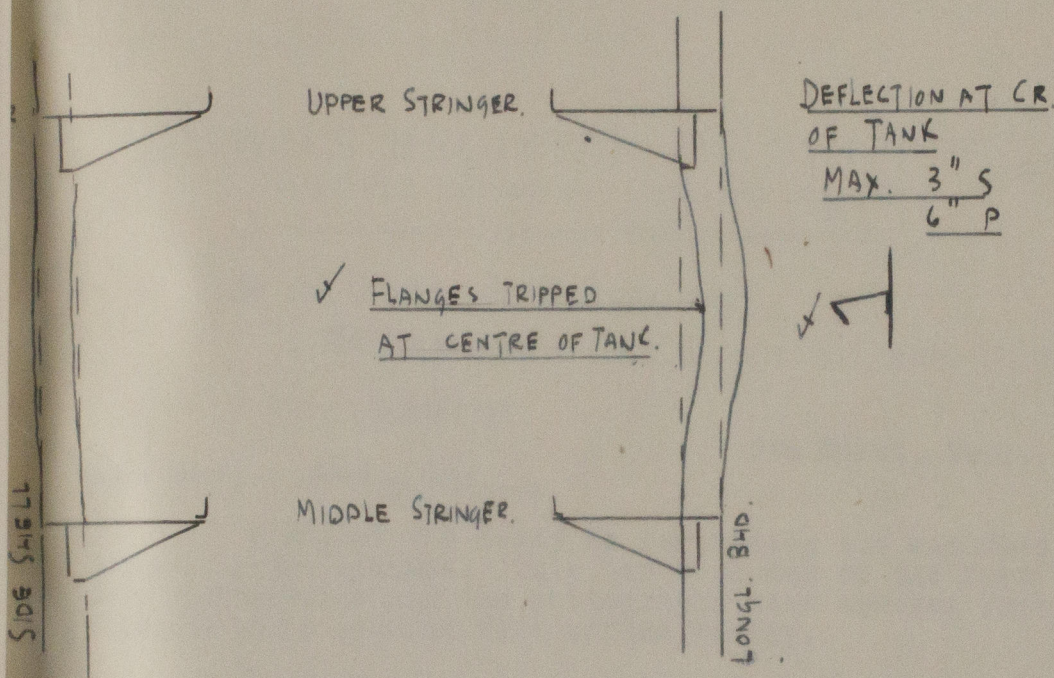 UPPER STRINGER.
DEFLECTION AT CR.
OF TANK
MAX. 3" S
6" P
FLANGES TRIPPED
AT CENTRE OF TANK.
MIDDLE STRINGER.
SIDE SHELL
LONGL. BHD.